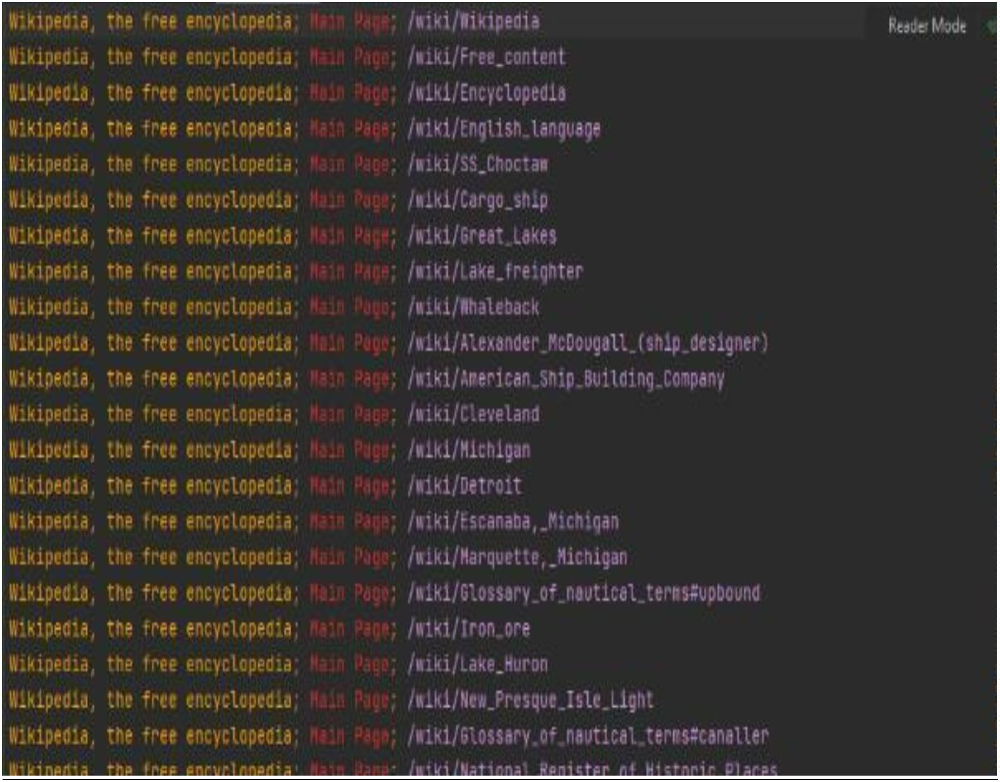 Wikipedia, the free encyclopedia; Main Page; /wiki/Wikipedia
Reader Mode
Wikipedia, the free encyclopedia; Main Page; /wiki/Free_content
Wikipedia, the free encyclopedia; Main Page; /wiki/Encyclopedia
Wikipedia, the free encyclopedia; Main Page; /wiki/English_language
Wikipedia, the free encyclopedia; Main Page; /wiki/SS_Choctaw
Wikipedia, the free encyclopedia; Main Page; /wiki/Cargo_ship
Wikipedia, the free encyclopedia; Main Page; /wiki/Great_Lakes
Wikipedia, the free encyclopedia; Main Page; /wiki/Lake_freighter
Wikipedia, the free encyclopedia; Main Page; /wiki/Whaleback
Wikipedia, the free encyclopedia; Main Page; /wiki/Alexander_McDougall_(ship_designer)
Wikipedia, the free encyclopedia; Main Page; /wiki/American_Ship_Building_Company
Wikipedia, the free encyclopedia; Main Page; /wiki/Cleveland
Wikipedia, the free encyclopedia; Main Page; /wiki/Michigan
Wikipedia, the free encyclopedia; Main Page; /wiki/Detroit
Wikipedia, the free encyclopedia; Main Page; /wiki/Escanaba,_Michigan
Wikipedia, the free encyclopedia; Main Page; /wiki/Marquette,_Michigan
Wikipedia, the free encyclopedia; Main Page; /wiki/Glossary_of_nautical_terms#upbound
Wikipedia, the free encyclopedia; Main Page; /wiki/Iron_ore
Wikipedia, the free encyclopedia; Main Page; /wiki/Lake_Huron
Wikipedia, the free encyclopedia; Main Page; /wiki/New_Presque_Isle_Light
Wikipedia, the free encyclopedia; Main Page; /wiki/Glossary_of_nautical_terms#canaller
Wikipedia, the free encyclopedia; Main Page; /wiki/National_Register_of_Historic_Places